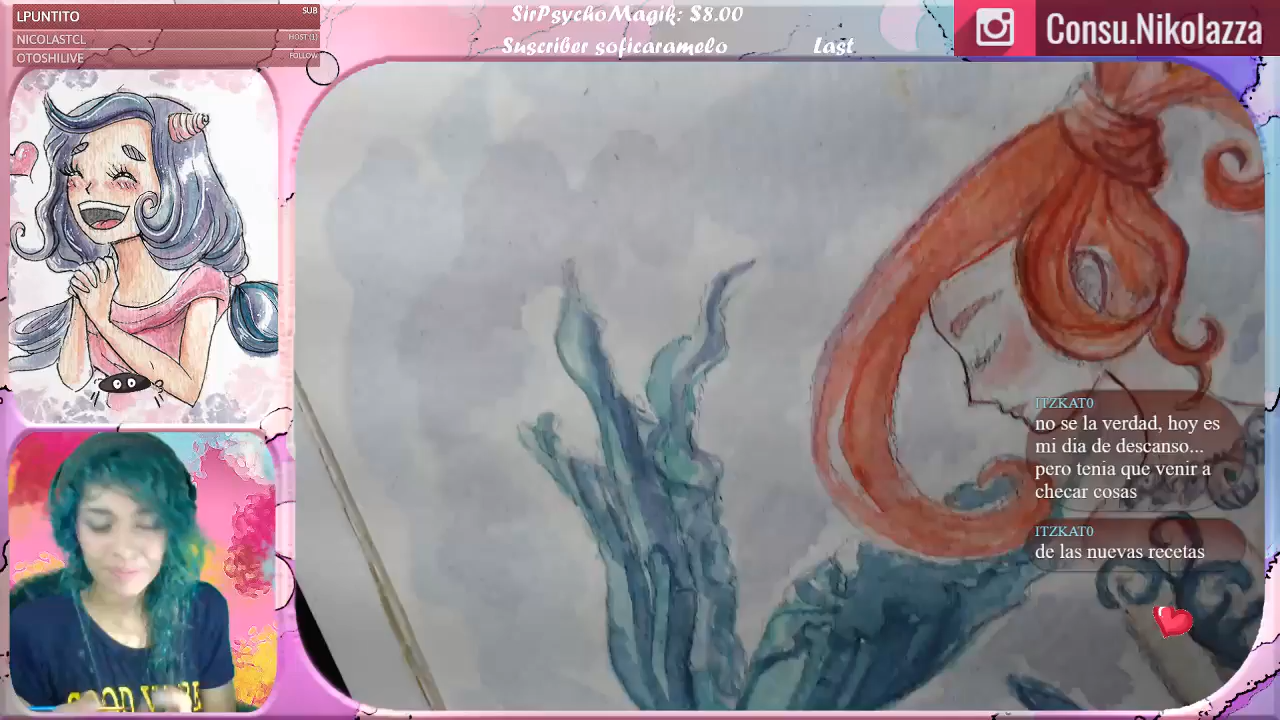 LPUNTITO SUB
NICOLASTCL HOST (1)
OTOSHILIVE FOLLOW
SirPsychoMagik: $8.00
Suscriber soficaramelo Last
Consu.Nikolazza
ITZKAT0
no se la verdad, hoy es
mi dia de descanso...
pero tenia que venir a
checar cosas
ITZKAT0
de las nuevas recetas
GOOD